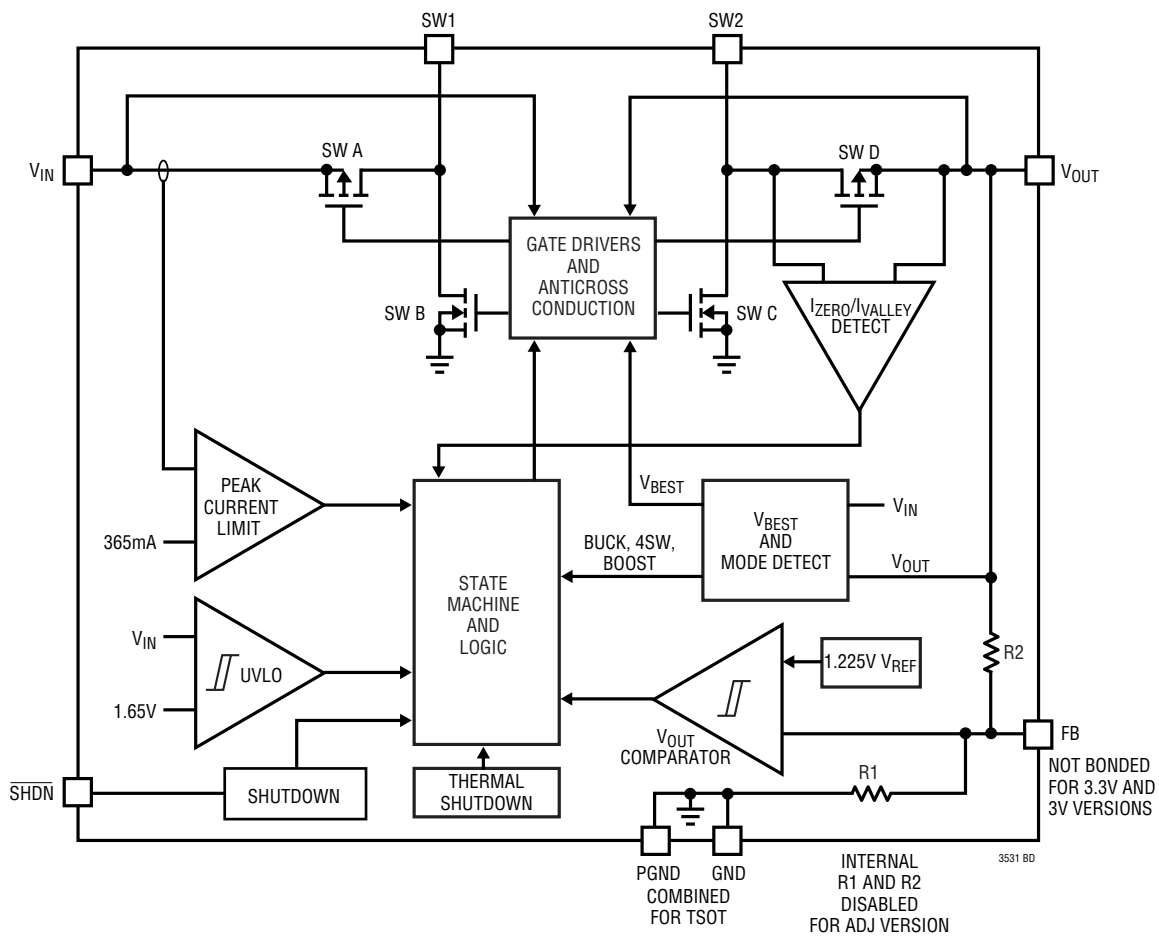 SW1
SW2
VIN
SW A
SW D
VOUT
GATE DRIVERS
AND
ANTICROSS
CONDUCTION
SW B
SW C
IZERO/IVALLEY
DETECT
PEAK
CURRENT
LIMIT
365mA
VBEST
VBEST
AND
MODE DETECT
VIN
VOUT
BUCK, 4SW,
BOOST
STATE
MACHINE
AND
LOGIC
VIN
UVLO
1.65V
1.225V VREF
R2
VOUT
COMPARATOR
FB
NOT BONDED
FOR 3.3V AND
3V VERSIONS
SHDN
SHUTDOWN
THERMAL
SHUTDOWN
R1
PGND
GND
COMBINED
FOR TSOT
INTERNAL
R1 AND R2
DISABLED
FOR ADJ VERSION
3531 BD